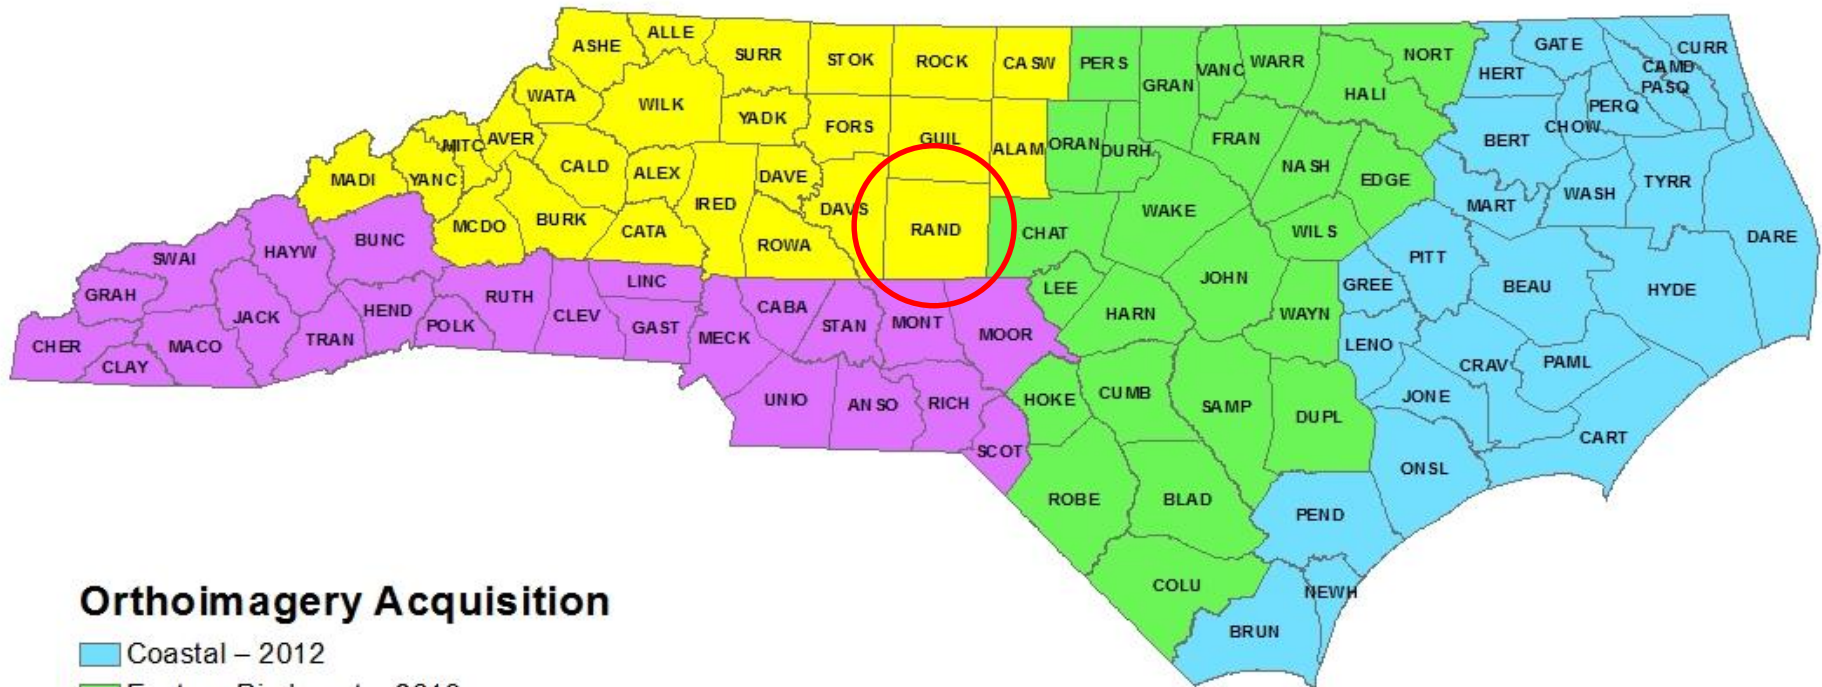 ASHE
ALLE
SURR
STOK
ROCK
CASW
PERS
GRAN
VANC
WARR
NORT
HERT
GATE
CURR
CAMD
PASQ
WATA
WILK
YADK
FORS
GUIL
ALAM
ORAN
DURH
FRAN
HALI
BERT
CHOW
PERQ
MITC
AVER
MADI
YANC
CALD
ALEX
IRED
DAVE
DAVS
RAND
CHAT
WAKE
NASH
EDGE
MART
WASH
TYRR
DARE
MCDO
BURK
CATA
ROWA
WILS
PITT
SWAI
HAYW
BUNC
GRAH
JACK
HEND
RUTH
LINC
LEE
JOHN
GREE
BEAU
HYDE
CHER
CLAY
MACO
TRAN
POLK
CLEV
GAST
MECK
CABA
STAN
MONT
MOOR
HARN
WAYN
LENO
CRAV
PAML
UNIO
ANSO
RICH
SCOT
HOKE
CUMB
SAMP
DUPL
JONE
CART
ONSL
ROBE
BLAD
PEND
COLU
NEWH
BRUN
Orthoimagery Acquisition
Coastal – 2012